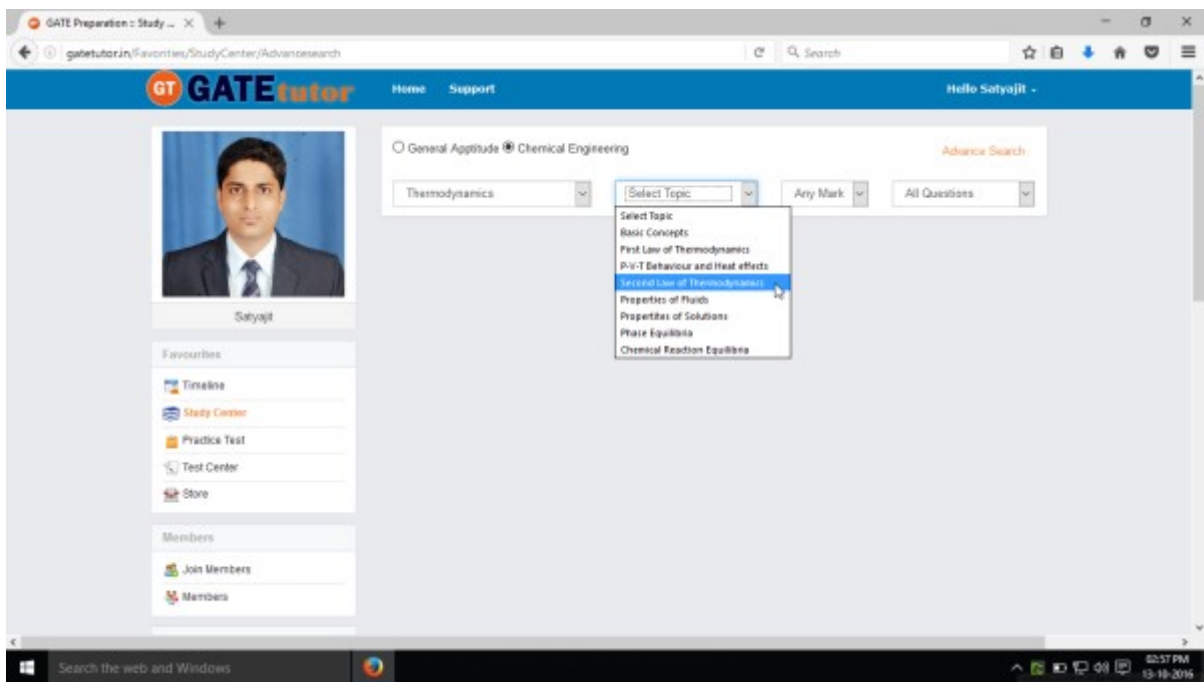 GATE Preparation :: Study ...
gatetutor.in/Favorities/StudyCenter/Advancesearch
Search
GT GATEtutor
Home Support
Hello Satyajit
General Apptitude Chemical Engineering
Advance Search
Thermodynamics Select Topic Any Mark All Questions
Select Topic
Basic Concepts
First Law of Thermodynamics
P-V-T Behaviour and Heat effects
Second Law of Thermodynamics
Properties of Fluids
Propertites of Solutions
Phase Equilibria
Chemical Reaction Equilibria
Satyajit
Favourites
Timeline
Study Center
Practice Test
Test Center
Store
Members
Join Members
Members
Search the web and Windows
02:57 PM
13-10-2016